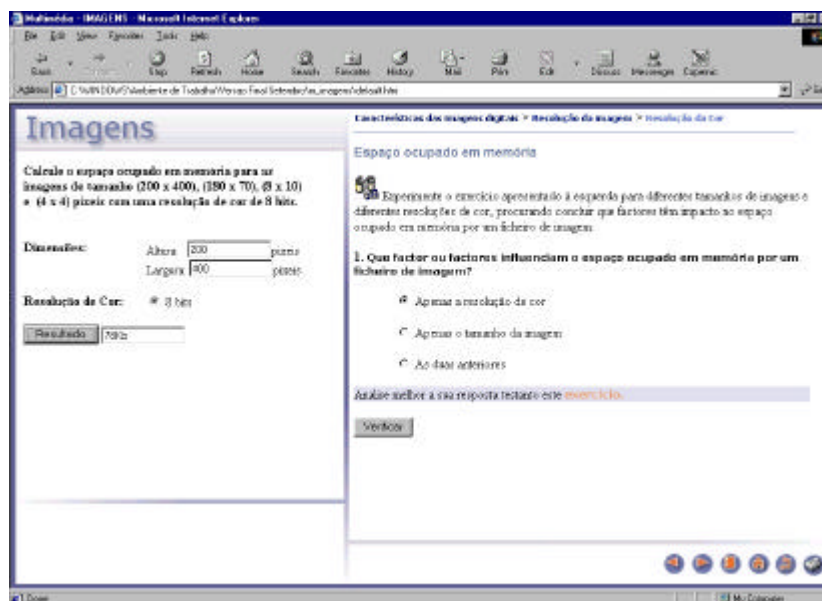 Multimédia - IMAGENS - Microsoft Internet Explorer
File Edit View Favorites Tools Help
Back Stop Refresh Home Search Favorites History Mail Print Edit Discuss Messenger
Address
Imagens
Calcule o espaço ocupado em memória para as
imagens de tamanho (200 x 400), (180 x 70), (8 x 10)
e (4 x 4) pixeis com uma resolução de cor de 8 bits.
Dimensões: Altura 200 pixeis
Largura 400 pixeis
Resolução de Cor: 8 bits
Resultado
Características das imagens digitais > Resolução da imagem > Resolução da Cor
Espaço ocupado em memória
Experimente o exercício apresentado à esquerda para diferentes tamanhos de imagens e
diferentes resoluções de cor, procurando concluir que factores têm impacto no espaço
ocupado em memória por um ficheiro de imagem
1. Que factor ou factores influenciam o espaço ocupado em memória por um
ficheiro de imagem?
Apenas a resolução de cor
Apenas o tamanho da imagem
As duas anteriores
Analise melhor a sua resposta testanto este exercício.
Verificar
Done My Computer